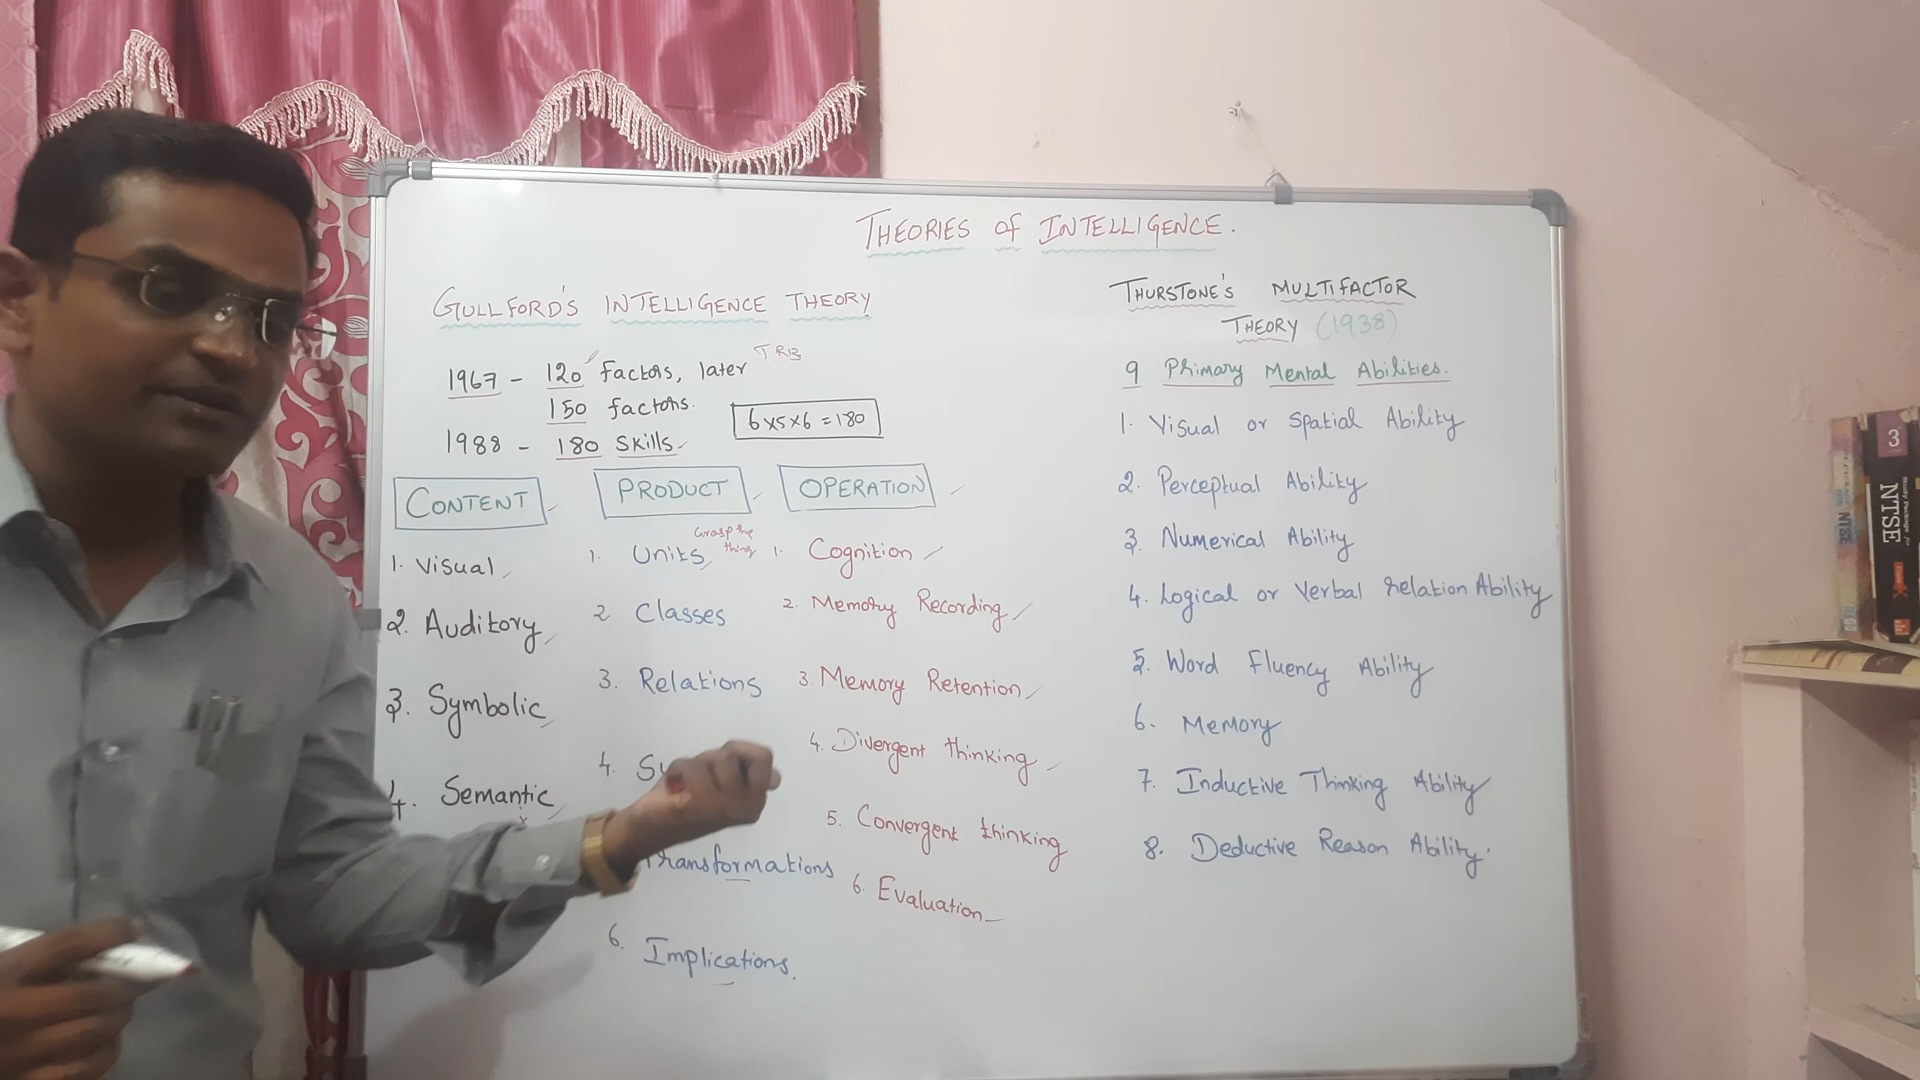 THEORIES of INTELLIGENCE.
GULLFORD'S INTELLIGENCE THEORY
1967 - 120 factors, later
TRB
150 factors.
6x5x6=180
1988 - 180 Skills
CONTENT
1. Visual
2. Auditory
3. Symbolic
4. Semantic
PRODUCT
1. Units
Grasp the
thing
2 Classes
3. Relations
4. Sy
Transformations
6. Implications.
OPERATION
1. Cognition
2. Memory Recording
3. Memory Retention
4. Divergent thinking
5. Convergent thinking
6. Evaluation
THURSTONE'S MULTIFACTOR
THEORY (1938)
9 Primary Mental Abilities.
1. Visual or Spatial Ability
2. Perceptual Ability
3. Numerical Ability
4. Logical or Verbal relation Ability
5. Word Fluency Ability
6. Memory
7. Inductive Thinking Ability
8. Deductive Reason Ability.
NTSE
3
NTSE